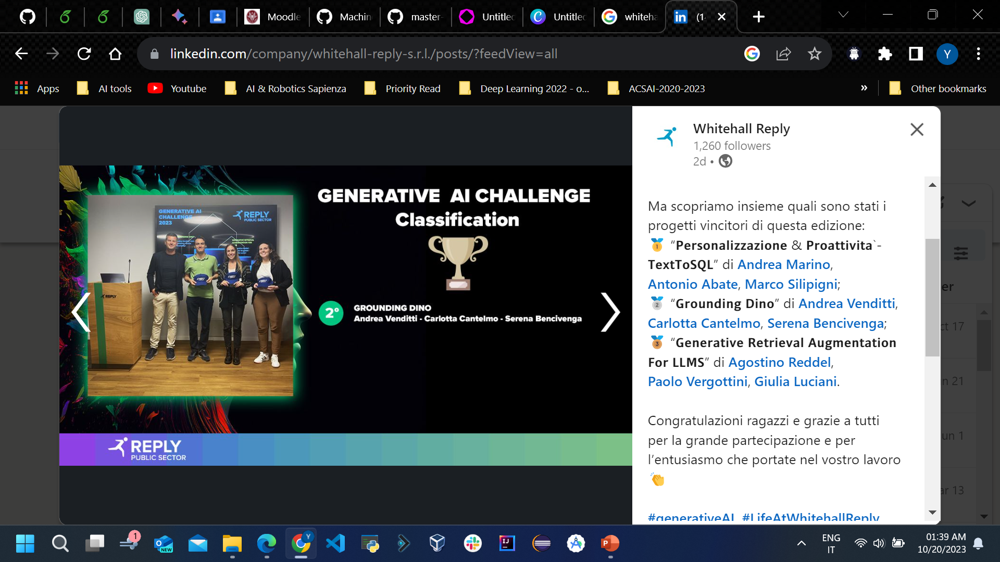 Moodle
Machin
master-
Untitled
Untitled
whiteha
(1
linkedin.com/company/whitehall-reply-s.r.l./posts/?feedView=all
Y
Apps
AI tools
Youtube
AI & Robotics Sapienza
Priority Read
Deep Learning 2022 - o...
ACSAI-2020-2023
»
Other bookmarks
GENERATIVE AI
CHALLENGE
2023
REPLY
PUBLIC SECTOR
REPLY
GENERATIVE AI CHALLENGE
Classification
2°
GROUNDING DINO
Andrea Venditti - Carlotta Cantelmo - Serena Bencivenga
REPLY
PUBLIC SECTOR
Whitehall Reply
1,260 followers
2d •
Ma scopriamo insieme quali sono stati i
progetti vincitori di questa edizione:
🥇 “Personalizzazione & Proattivita`-
TextToSQL” di Andrea Marino,
Antonio Abate, Marco Silipigni;
🥈 “Grounding Dino” di Andrea Venditti,
Carlotta Cantelmo, Serena Bencivenga;
🥉 “Generative Retrieval Augmentation
For LLMS” di Agostino Reddel,
Paolo Vergottini, Giulia Luciani.
Congratulazioni ragazzi e grazie a tutti
per la grande partecipazione e per
l’entusiasmo che portate nel vostro lavoro
👏
#generativeAI #LifeAtWhitehallReply
er
ct 17
n 21
un 1
ar 13
1
NEW
Y
ENG
IT
01:39 AM
10/20/2023